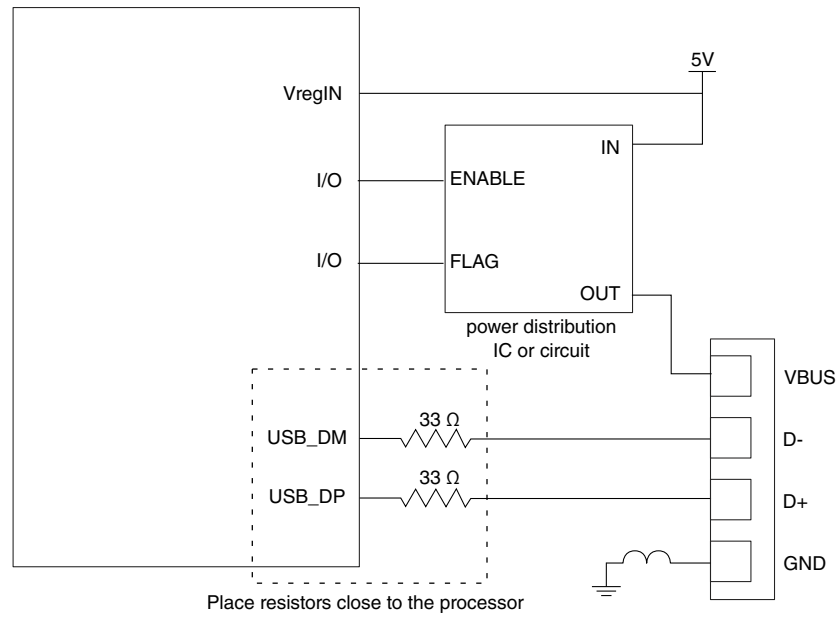 5V
VregIN
IN
I/O
ENABLE
I/O
FLAG
OUT
power distribution
IC or circuit
VBUS
33 Ω
USB_DM
D-
33 Ω
USB_DP
D+
GND
Place resistors close to the processor